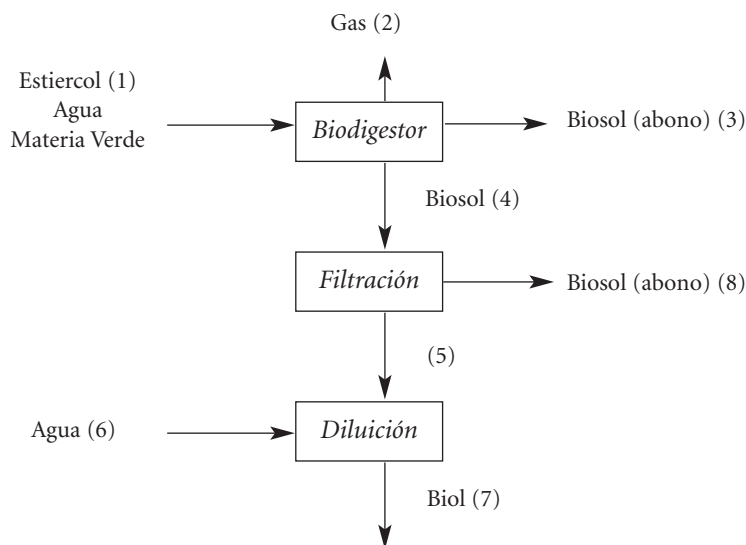 Gas (2)
Estiercol (1)
Agua
Materia Verde
Biodigestor
Biosol (abono) (3)
Biosol (4)
Filtración
Biosol (abono) (8)
(5)
Agua (6)
Diluición
Biol (7)